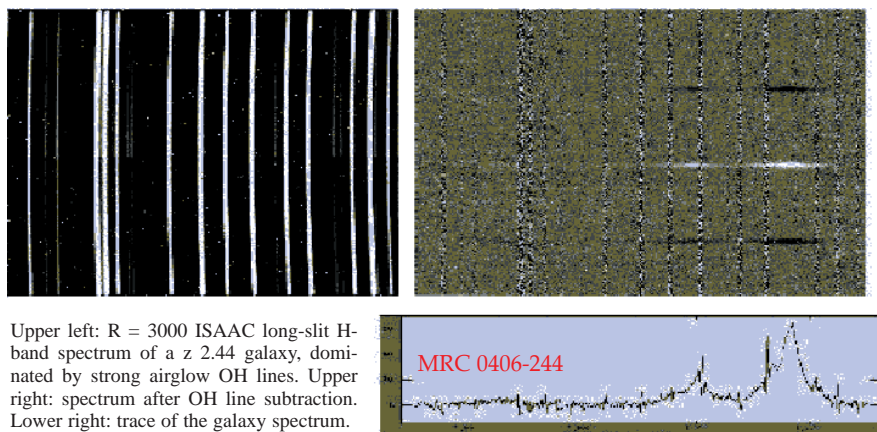 Upper left: R = 3000 ISAAC long-slit H-
band spectrum of a z 2.44 galaxy, domi-
nated by strong airglow OH lines. Upper
right: spectrum after OH line subtraction.
Lower right: trace of the galaxy spectrum.
MRC 0406-244